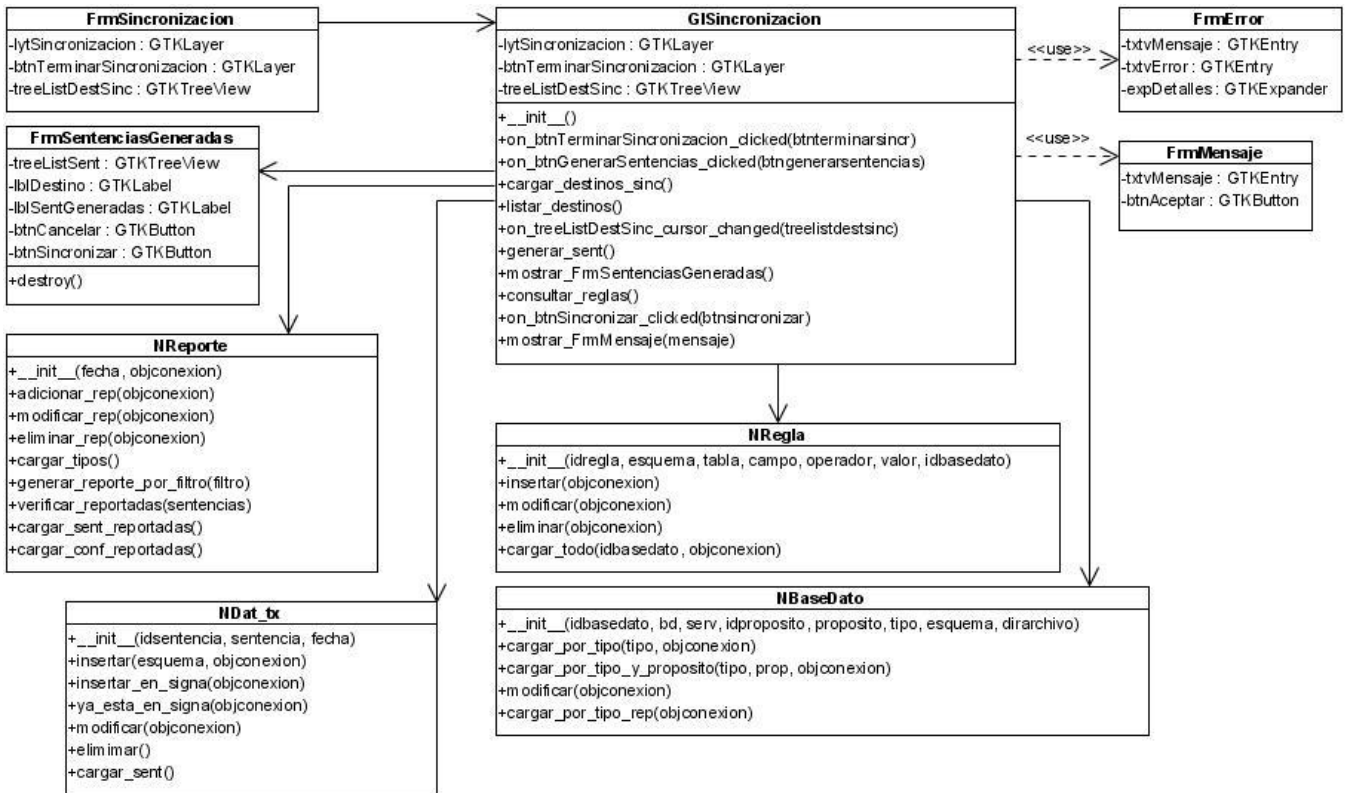 FrmSincronizacion
-lytSincronizacion : GTKLayer
-btnTerminarSincronizacion : GTKLayer
-treeListDestSinc : GTKTreeView
GISincronizacion
-lytSincronizacion : GTKLayer
-btnTerminarSincronizacion : GTKLayer
-treeListDestSinc : GTKTreeView
+__init__()
+on_btnTerminarSincronizacion_clicked(btnterminarsincr)
+on_btnGenerarSentencias_clicked(btngenerarsentencias)
+cargar_destinos_sinc()
+listar_destinos()
+on_treeListDestSinc_cursor_changed(treelistdestsinc)
+generar_sent()
+mostrar_FrmSentenciasGeneradas()
+consultar_reglas()
+on_btnSincronizar_clicked(btnsincronizar)
+mostrar_FrmMensaje(mensaje)
<<use>>
FrmError
-txtvMensaje : GTKEntry
-txtvError : GTKEntry
-expDetalles : GTKExpander
<<use>>
FrmMensaje
-txtvMensaje : GTKEntry
-btnAceptar : GTKButton
FrmSentenciasGeneradas
-treeListSent : GTKTreeView
-lblDestino : GTKLabel
-lblSentGeneradas : GTKLabel
-btnCancelar : GTKButton
-btnSincronizar : GTKButton
+destroy()
NReporte
+__init__(fecha, objconexion)
+adicionar_rep(objconexion)
+modificar_rep(objconexion)
+eliminar_rep(objconexion)
+cargar_tipos()
+generar_reporte_por_filtro(filtro)
+verificar_reportadas(sentencias)
+cargar_sent_reportadas()
+cargar_conf_reportadas()
NRegla
+__init__(idregla, esquema, tabla, campo, operador, valor, idbasedato)
+insertar(objconexion)
+modificar(objconexion)
+eliminar(objconexion)
+cargar_todo(idbasedato, objconexion)
NDat_tx
+__init__(idsentencia, sentencia, fecha)
+insertar(esquema, objconexion)
+insertar_en_signa(objconexion)
+ya_esta_en_signa(objconexion)
+modificar(objconexion)
+elimimar()
+cargar_sent()
NBaseDato
+__init__(idbasedato, bd, serv, idproposito, proposito, tipo, esquema, dirarchivo)
+cargar_por_tipo(tipo, objconexion)
+cargar_por_tipo_y_proposito(tipo, prop, objconexion)
+modificar(objconexion)
+cargar_por_tipo_rep(objconexion)